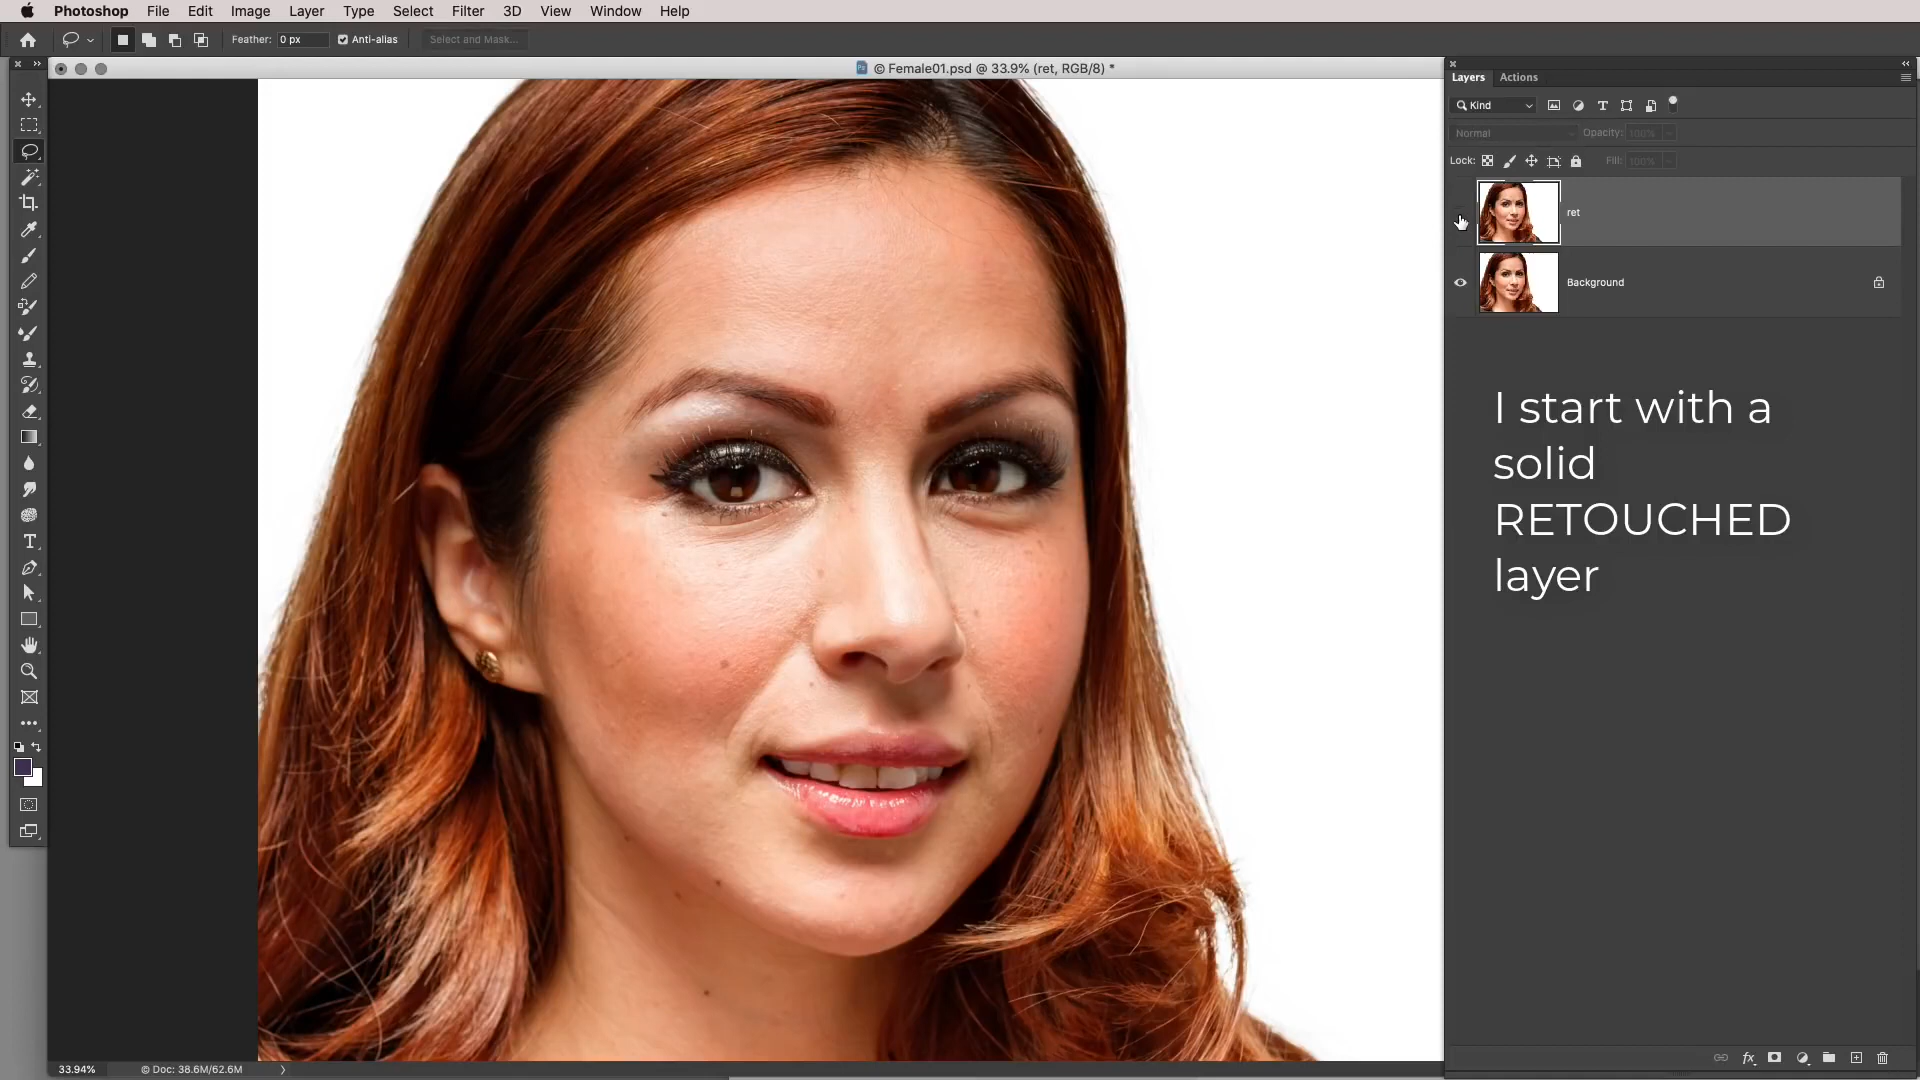 Photoshop File Edit Image Layer Type Select Filter 3D View Window Help
Feather: 0 px Anti-alias Select and Mask...
© Female01.psd @ 33.9% (ret, RGB/8) *
Layers Actions
Kind
Normal Opacity: 100%
Lock: Fill: 100%
ret
Background
I start with a
solid
RETOUCHED
layer
33.94% © Doc: 38.6M/62.6M